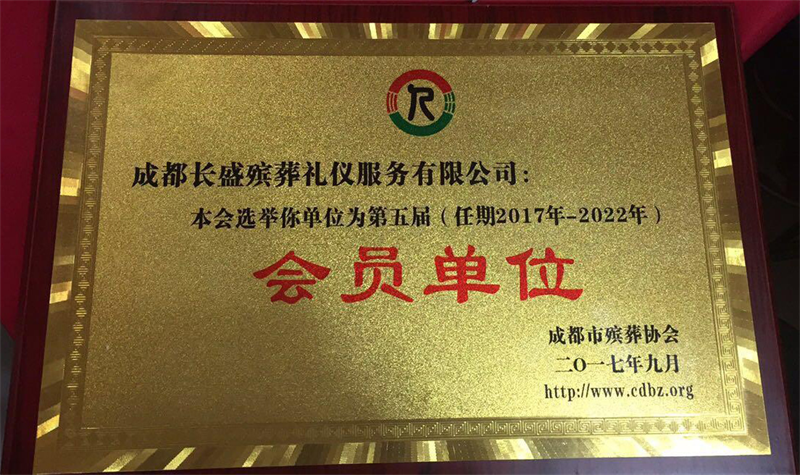 成都长盛殡葬礼仪服务有限公司：
本会选举你单位为第五届（任期2017年-2022年）
会员单位
成都市殡葬协会
二O一七年九月
http://www.cdbz.org